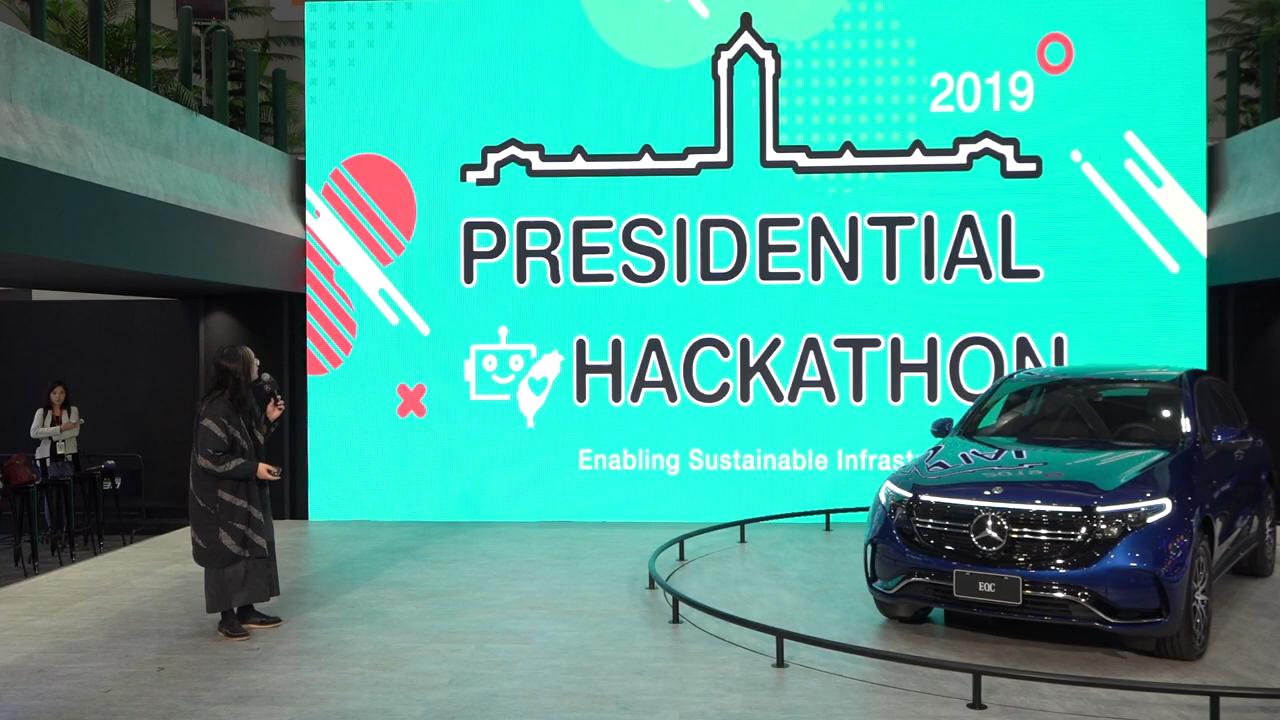 2019
PRESIDENTIAL
HACKATHON
Enabling Sustainable
EQC